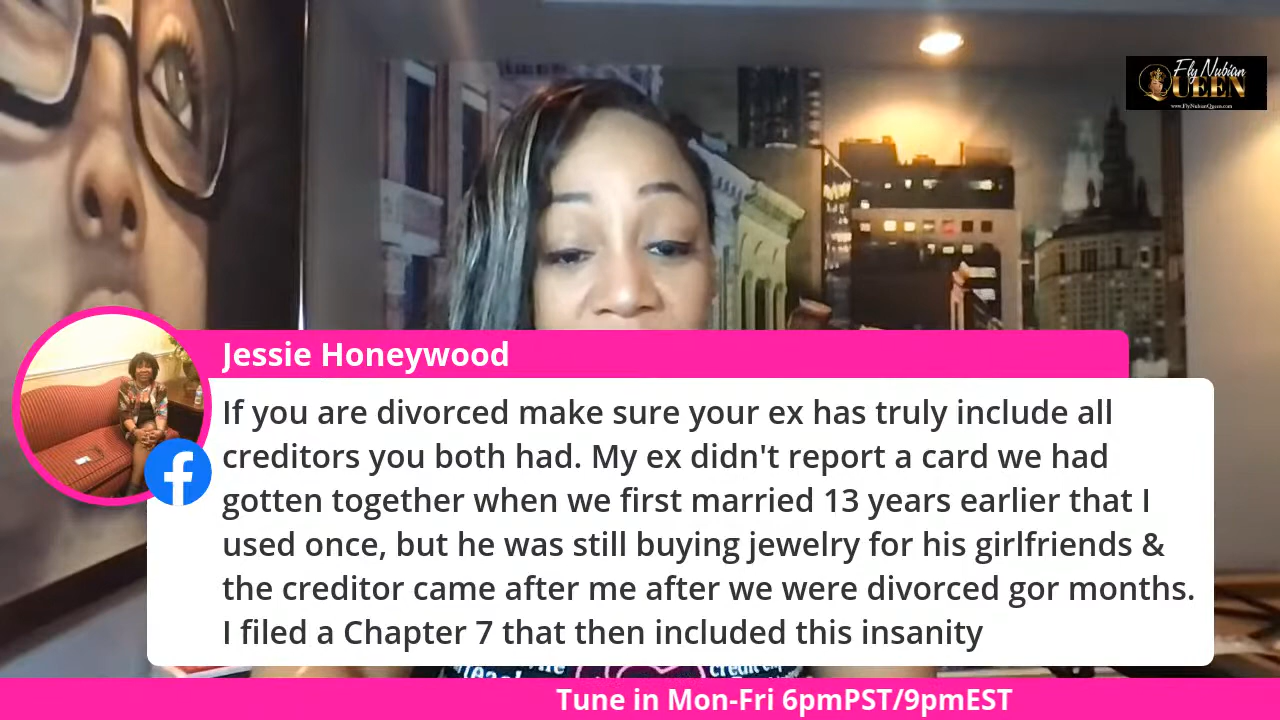 Fly Nubian
QUEEN
www.FlyNubianQueen.com
Jessie Honeywood
If you are divorced make sure your ex has truly include all
creditors you both had. My ex didn't report a card we had
gotten together when we first married 13 years earlier that I
used once, but he was still buying jewelry for his girlfriends &
the creditor came after me after we were divorced gor months.
I filed a Chapter 7 that then included this insanity
Tune in Mon-Fri 6pmPST/9pmEST